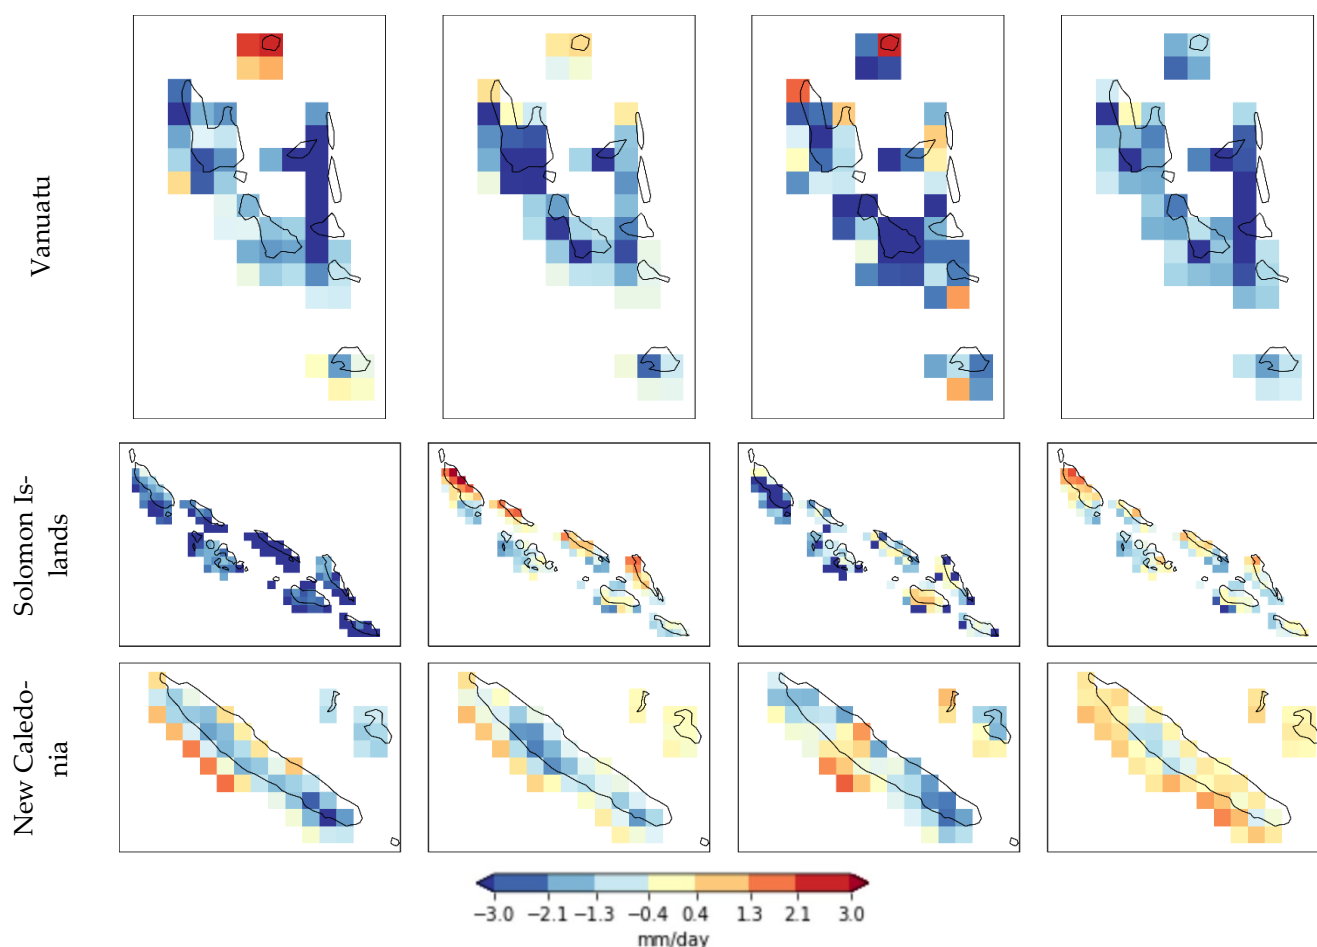 Vanuatu
Solomon Is-
lands
New Caledo-
nia
−3.0 −2.1 −1.3 −0.4 0.4 1.3 2.1 3.0
mm/day